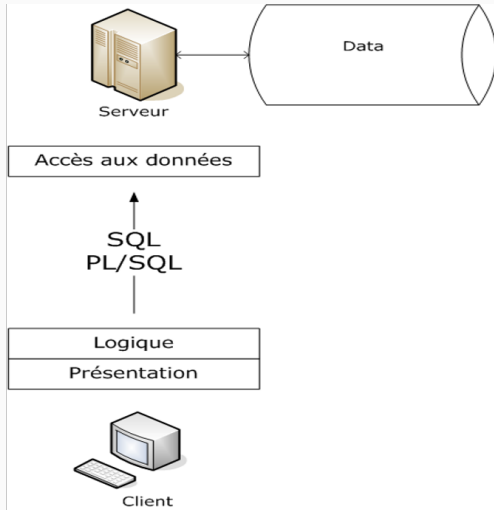 Data
Serveur
Accès aux données
SQL
PL/SQL
Logique
Présentation
Client